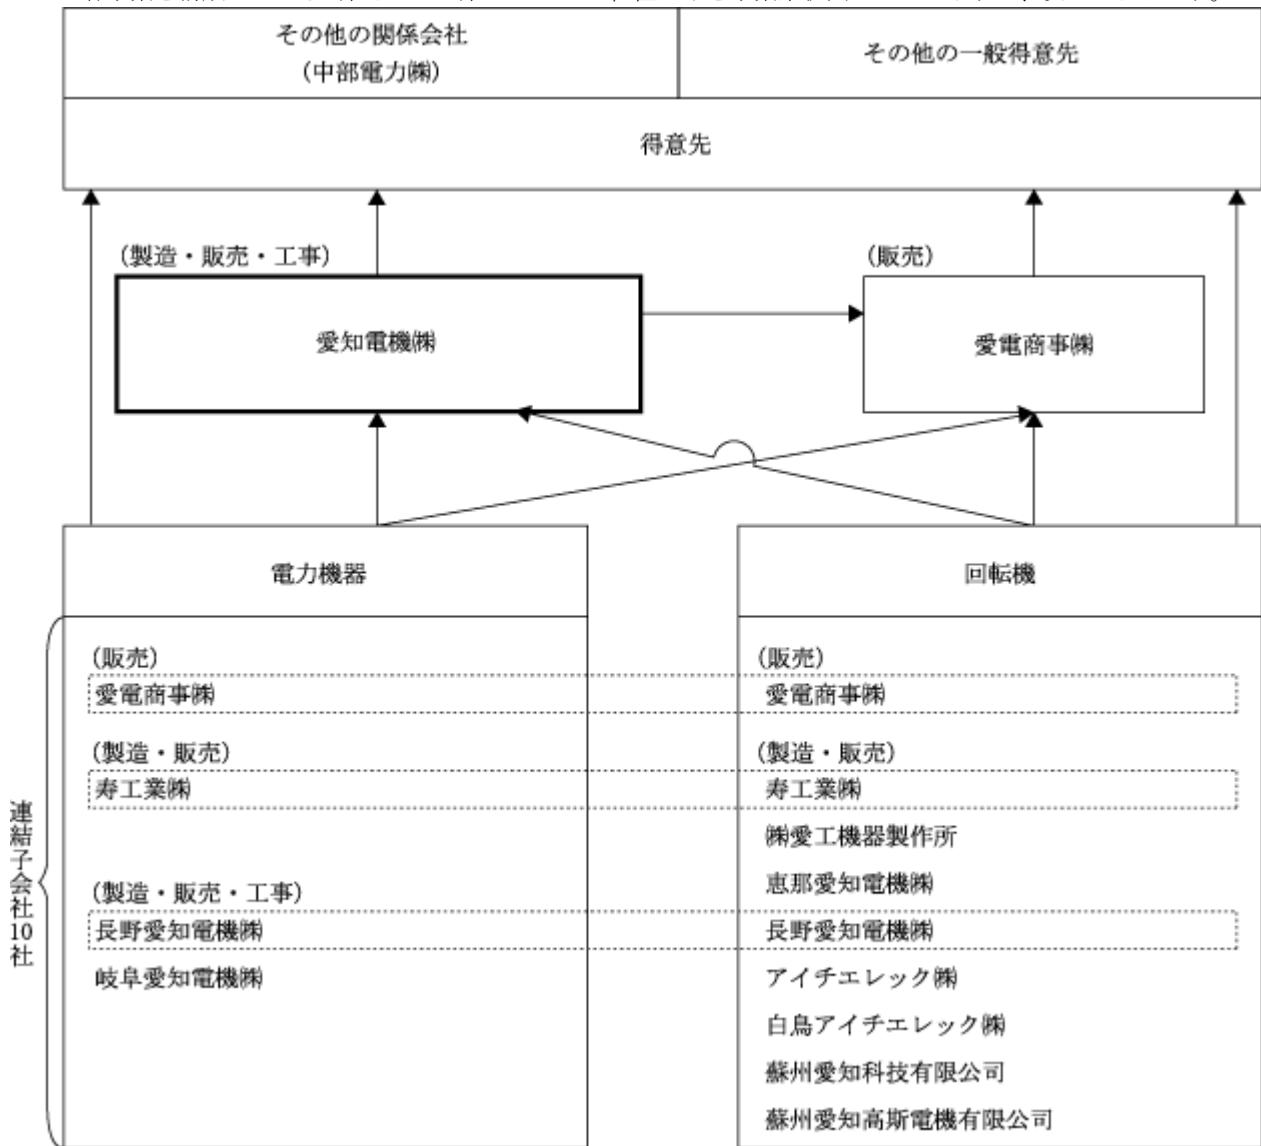 その他の関係会社
(中部電力㈱)
その他の一般得意先
得意先
(製造・販売・工事)
(販売)
愛知電機㈱
愛電商事㈱
電力機器
回転機
(販売)
愛電商事㈱
(製造・販売)
寿工業㈱
(製造・販売・工事)
長野愛知電機㈱
岐阜愛知電機㈱
(販売)
愛電商事㈱
(製造・販売)
寿工業㈱
㈱愛工機器製作所
恵那愛知電機㈱
長野愛知電機㈱
アイチエレック㈱
白鳥アイチエレック㈱
蘇州愛知科技有限公司
蘇州愛知高斯電機有限公司
連結子会社10社